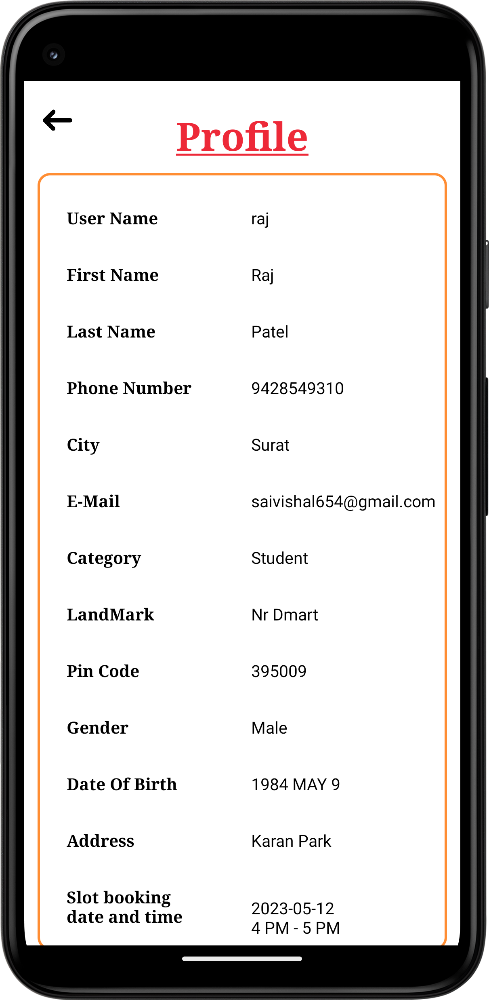 Profile
User Name raj
First Name Raj
Last Name Patel
Phone Number 9428549310
City Surat
E-Mail saivishal654@gmail.com
Category Student
LandMark Nr Dmart
Pin Code 395009
Gender Male
Date Of Birth 1984 MAY 9
Address Karan Park
Slot booking
date and time
2023-05-12
4 PM - 5 PM